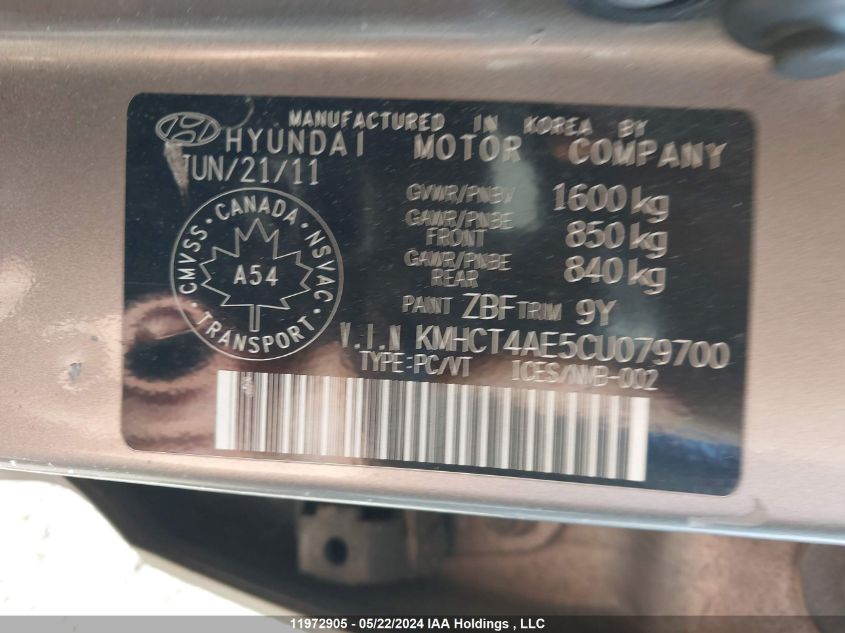 MANUFACTURED IN KOREA BY
HYUNDAI MOTOR COMPANY
JUN/21/11
GVWR/PNBV 1600 kg
GAWR/PNBE FRONT 850 kg
GAWR/PNBE REAR 840 kg
CMVSS · CANADA · NSVAC · TRANSPORT ·
A54
PAINT ZBF TRIM 9Y
V.I.N KMHCT4AE5CU079700
TYPE:PC/VT ICES/NMB-002
11972905 - 05/22/2024 IAA Holdings , LLC